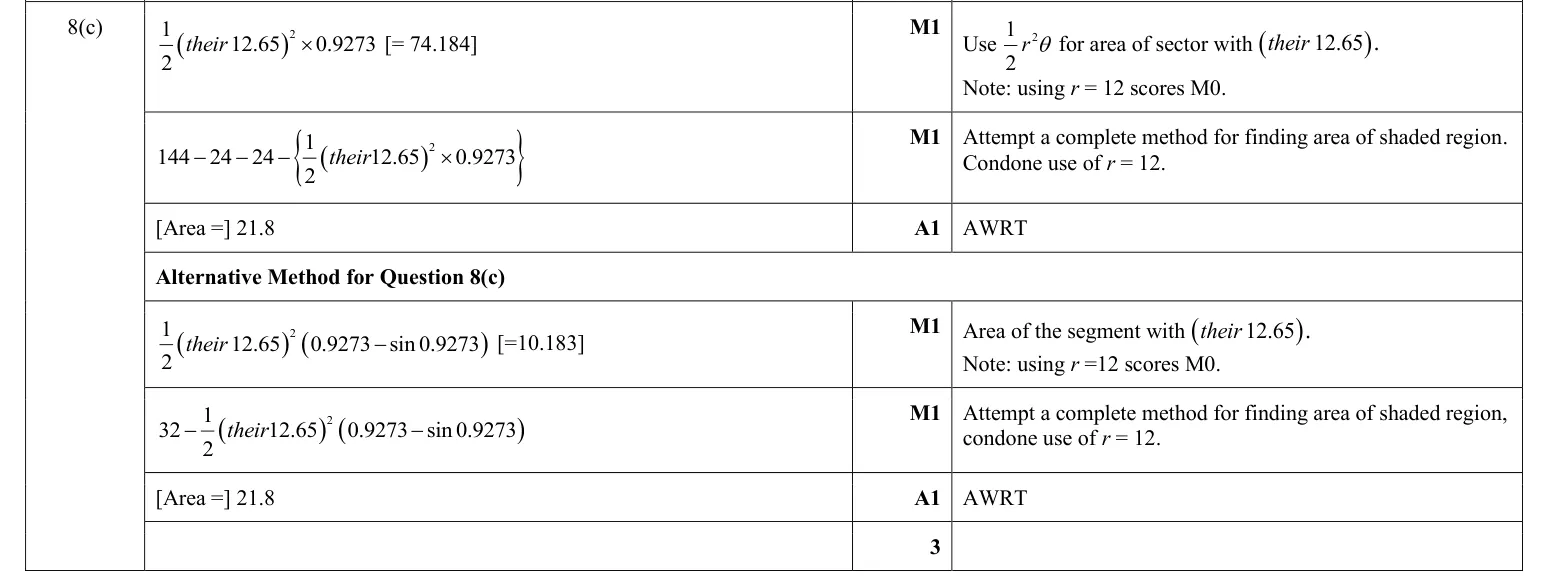 8(c)
1/2 (their 12.65)² × 0.9273 [= 74.184]
M1
Use 1/2 r²θ for area of sector with (their 12.65).
Note: using r = 12 scores M0.
144 − 24 − 24 − {1/2 (their12.65)² × 0.9273}
M1
Attempt a complete method for finding area of shaded region.
Condone use of r = 12.
[Area =] 21.8
A1
AWRT
Alternative Method for Question 8(c)
1/2 (their 12.65)² (0.9273 − sin 0.9273) [=10.183]
M1
Area of the segment with (their 12.65).
Note: using r =12 scores M0.
32 − 1/2 (their12.65)² (0.9273 − sin 0.9273)
M1
Attempt a complete method for finding area of shaded region,
condone use of r = 12.
[Area =] 21.8
A1
AWRT
3